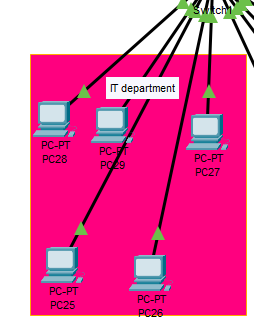 Switch1
IT department
PC-PT
PC28
PC-PT
PC29
PC-PT
PC27
PC-PT
PC25
PC-PT
PC26